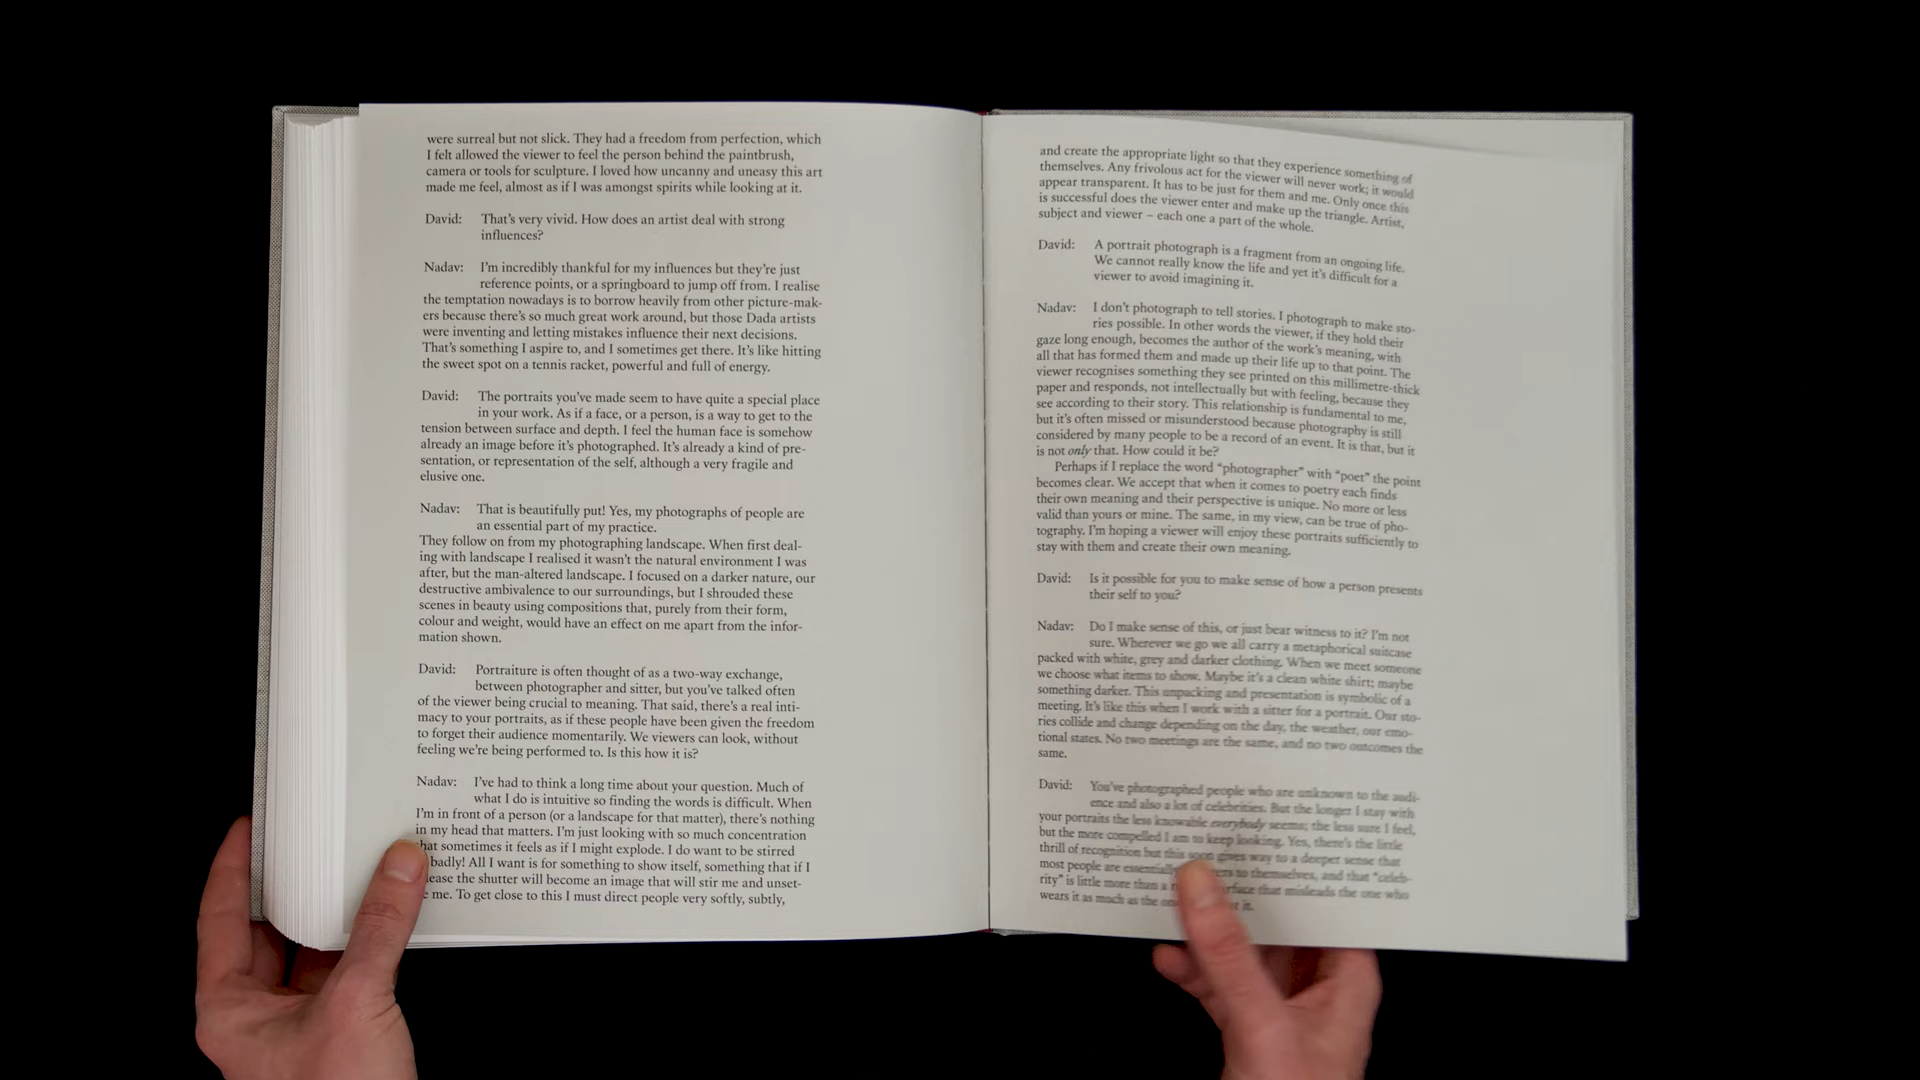 were surreal but not slick. They had a freedom from perfection, which
I felt allowed the viewer to feel the person behind the paintbrush,
camera or tools for sculpture. I loved how uncanny and uneasy this art
made me feel, almost as if I was amongst spirits while looking at it.
David: That's very vivid. How does an artist deal with strong
influences?
Nadav: I'm incredibly thankful for my influences but they're just
reference points, or a springboard to jump off from. I realise
the temptation nowadays is to borrow heavily from other picture-mak-
ers because there's so much great work around, but those Dada artists
were inventing and letting mistakes influence their next decisions.
That's something I aspire to, and I sometimes get there. It's like hitting
the sweet spot on a tennis racket, powerful and full of energy.
David: The portraits you've made seem to have quite a special place
in your work. As if a face, or a person, is a way to get to the
tension between surface and depth. I feel the human face is somehow
already an image before it's photographed. It's already a kind of pre-
sentation, or representation of the self, although a very fragile and
elusive one.
Nadav: That is beautifully put! Yes, my photographs of people are
an essential part of my practice.
They follow on from my photographing landscape. When first deal-
ing with landscape I realised it wasn't the natural environment I was
after, but the man-altered landscape. I focused on a darker nature, our
destructive ambivalence to our surroundings, but I shrouded these
scenes in beauty using compositions that, purely from their form,
colour and weight, would have an effect on me apart from the infor-
mation shown.
David: Portraiture is often thought of as a two-way exchange,
between photographer and sitter, but you've talked often
of the viewer being crucial to meaning. That said, there's a real inti-
macy to your portraits, as if these people have been given the freedom
to forget their audience momentarily. We viewers can look, without
feeling we're being performed to. Is this how it is?
Nadav: I've had to think a long time about your question. Much of
what I do is intuitive so finding the words is difficult. When
I'm in front of a person (or a landscape for that matter), there's nothing
in my head that matters. I'm just looking with so much concentration
that sometimes it feels as if I might explode. I do want to be stirred
badly! All I want is for something to show itself, something that if I
the shutter will become an image that will stir me and unset-
me. To get close to this I must direct people very softly, subtly,
and create the appropriate light so that they experience something of
themselves. Any frivolous act for the viewer will never work; it would
appear transparent. It has to be just for them and me. Only once this
is successful does the viewer enter and make up the triangle. Artist,
subject and viewer – each one a part of the whole.
David: A portrait photograph is a fragment from an ongoing life.
We cannot really know the life and yet it's difficult for a
viewer to avoid imagining it.
Nadav: I don't photograph to tell stories. I photograph to make sto-
ries possible. In other words the viewer, if they hold their
gaze long enough, becomes the author of the work's meaning, with
all that has formed them and made up their life up to that point. The
viewer recognises something they see printed on this millimetre-thick
paper and responds, not intellectually but with feeling, because they
see according to their story. This relationship is fundamental to me,
but it's often missed or misunderstood because photography is still
considered by many people to be a record of an event. It is that, but it
is not only that. How could it be?
Perhaps if I replace the word “photographer” with “poet” the point
becomes clear. We accept that when it comes to poetry each finds
their own meaning and their perspective is unique. No more or less
valid than yours or mine. The same, in my view, can be true of pho-
tography. I'm hoping a viewer will enjoy these portraits sufficiently to
stay with them and create their own meaning.
David: Is it possible for you to make sense of how a person presents
their self to you?
Nadav: Do I make sense of this, or just bear witness to it? I'm not
sure. Wherever we go we all carry a metaphorical suitcase
packed with white, grey and darker clothing. When we meet someone
we choose what items to show. Maybe it's a clean white shirt; maybe
something darker. This unpacking and presentation is symbolic of a
meeting. It's like this when I work with a sitter for a portrait. Our sto-
ries collide and change depending on the day, the weather, our emo-
tional states. No two meetings are the same, and no two outcomes the
same.
David: You've photographed people who are unknown to the audi-
ence and also a lot of celebrities. But the longer I stay with
your portraits the less knowable everybody seems; the less sure I feel,
but the more compelled I am to keep looking. Yes, there's the little
thrill of recognition but this soon gives way to a deeper sense that
most people are essentially to themselves, and that “celeb-
rity” is little more than a that misleads the one who
wears it as much as the it.